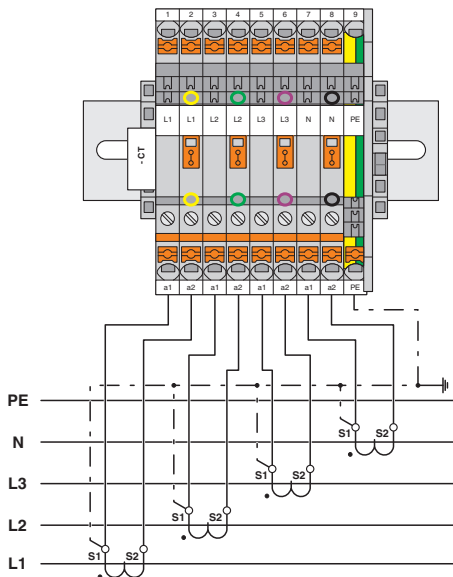 1 2 3 4 5 6 7 8 9
L1 L1 L2 L2 L3 L3 N N PE
- CT
a1 a2 a1 a2 a1 a2 a1 a2 PE
PE
N S1 S2
L3 S1 S2
L2 S1 S2
L1 S1 S2